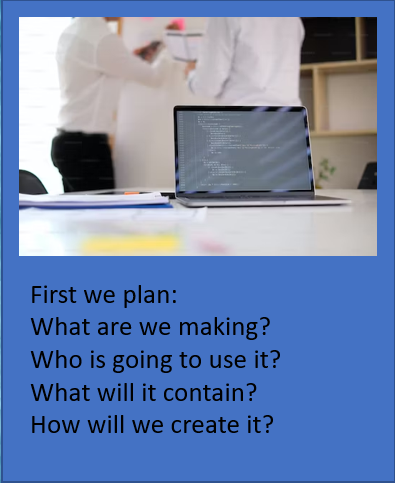 First we plan:
What are we making?
Who is going to use it?
What will it contain?
How will we create it?